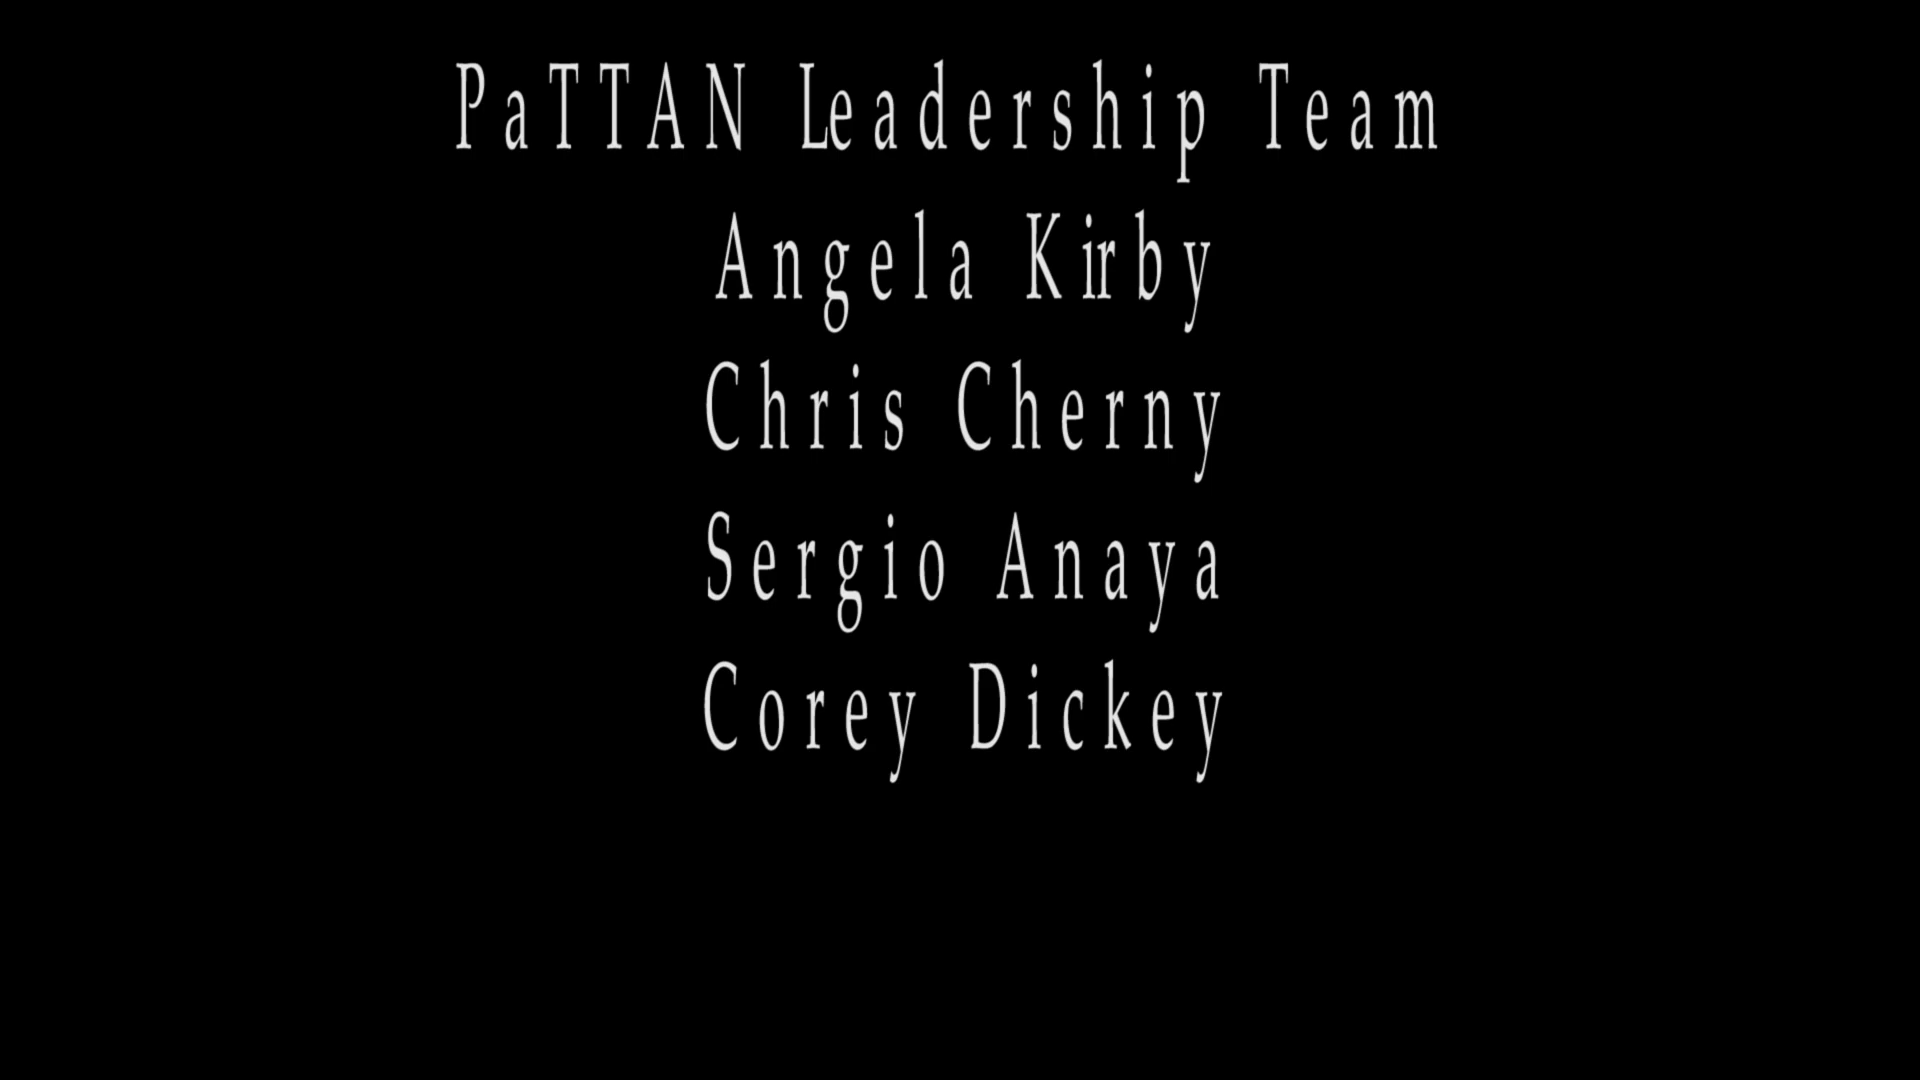 PaTTAN Leadership Team
Angela Kirby
Chris Cherny
Sergio Anaya
Corey Dickey